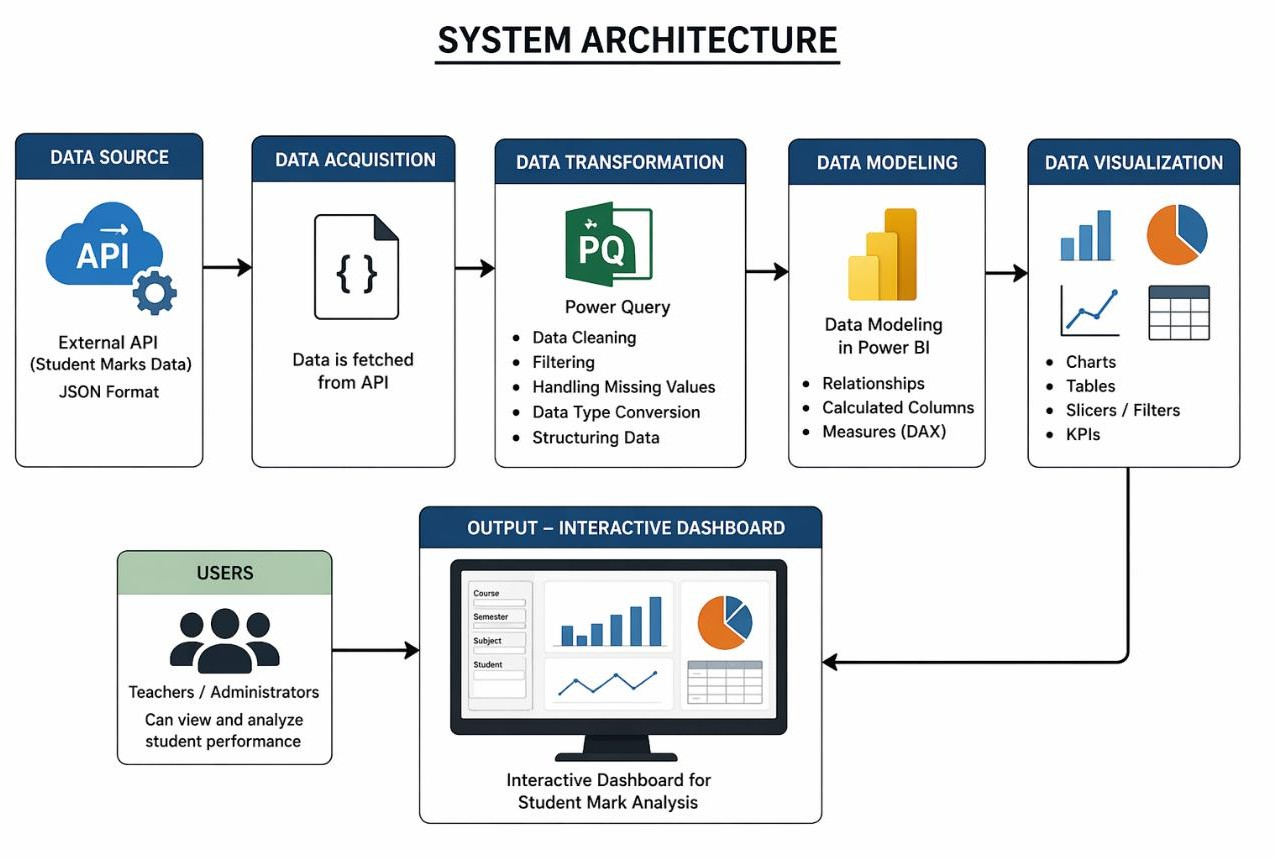 SYSTEM ARCHITECTURE
DATA SOURCE
API
External API
(Student Marks Data)
JSON Format
DATA ACQUISITION
{ }
Data is fetched
from API
DATA TRANSFORMATION
PQ
Power Query
• Data Cleaning
• Filtering
• Handling Missing Values
• Data Type Conversion
• Structuring Data
DATA MODELING
Data Modeling
in Power BI
• Relationships
• Calculated Columns
• Measures (DAX)
DATA VISUALIZATION
• Charts
• Tables
• Slicers / Filters
• KPIs
USERS
Teachers / Administrators
Can view and analyze
student performance
OUTPUT – INTERACTIVE DASHBOARD
Course
Semester
Subject
Student
Interactive Dashboard for
Student Mark Analysis